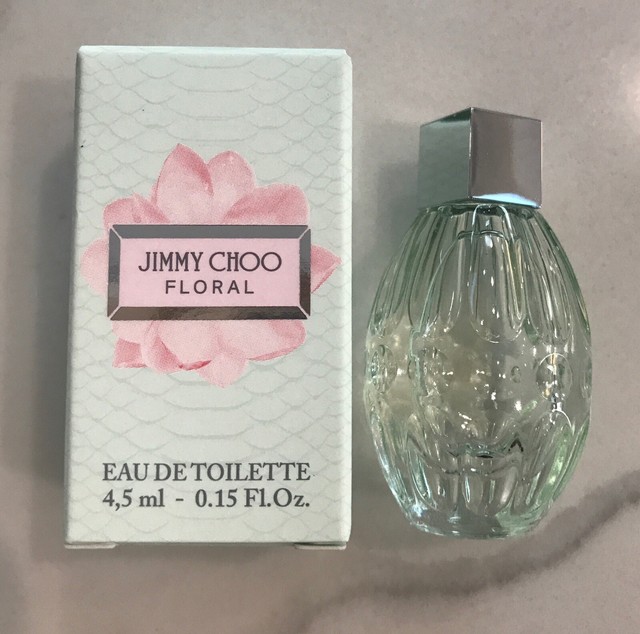 JIMMY CHOO
FLORAL
EAU DE TOILETTE
4,5 ml - 0.15 Fl.Oz.